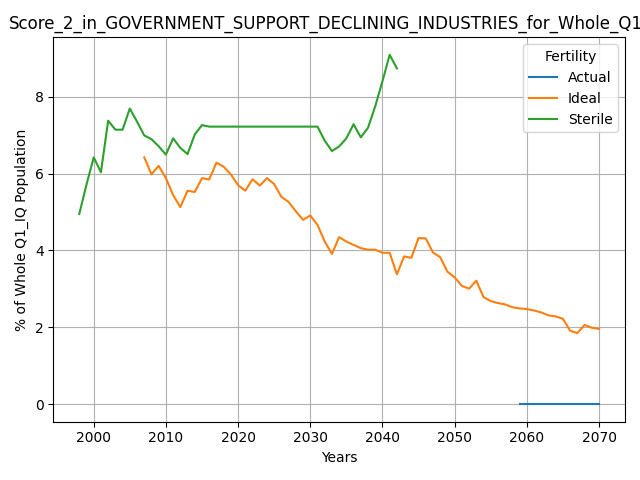 Score_2_in_GOVERNMENT_SUPPORT_DECLINING_INDUSTRIES_for_Whole_Q1
Fertility
Actual
Ideal
Sterile
% of Whole Q1_IQ Population
8
6
4
2
0
2000 2010 2020 2030 2040 2050 2060 2070
Years